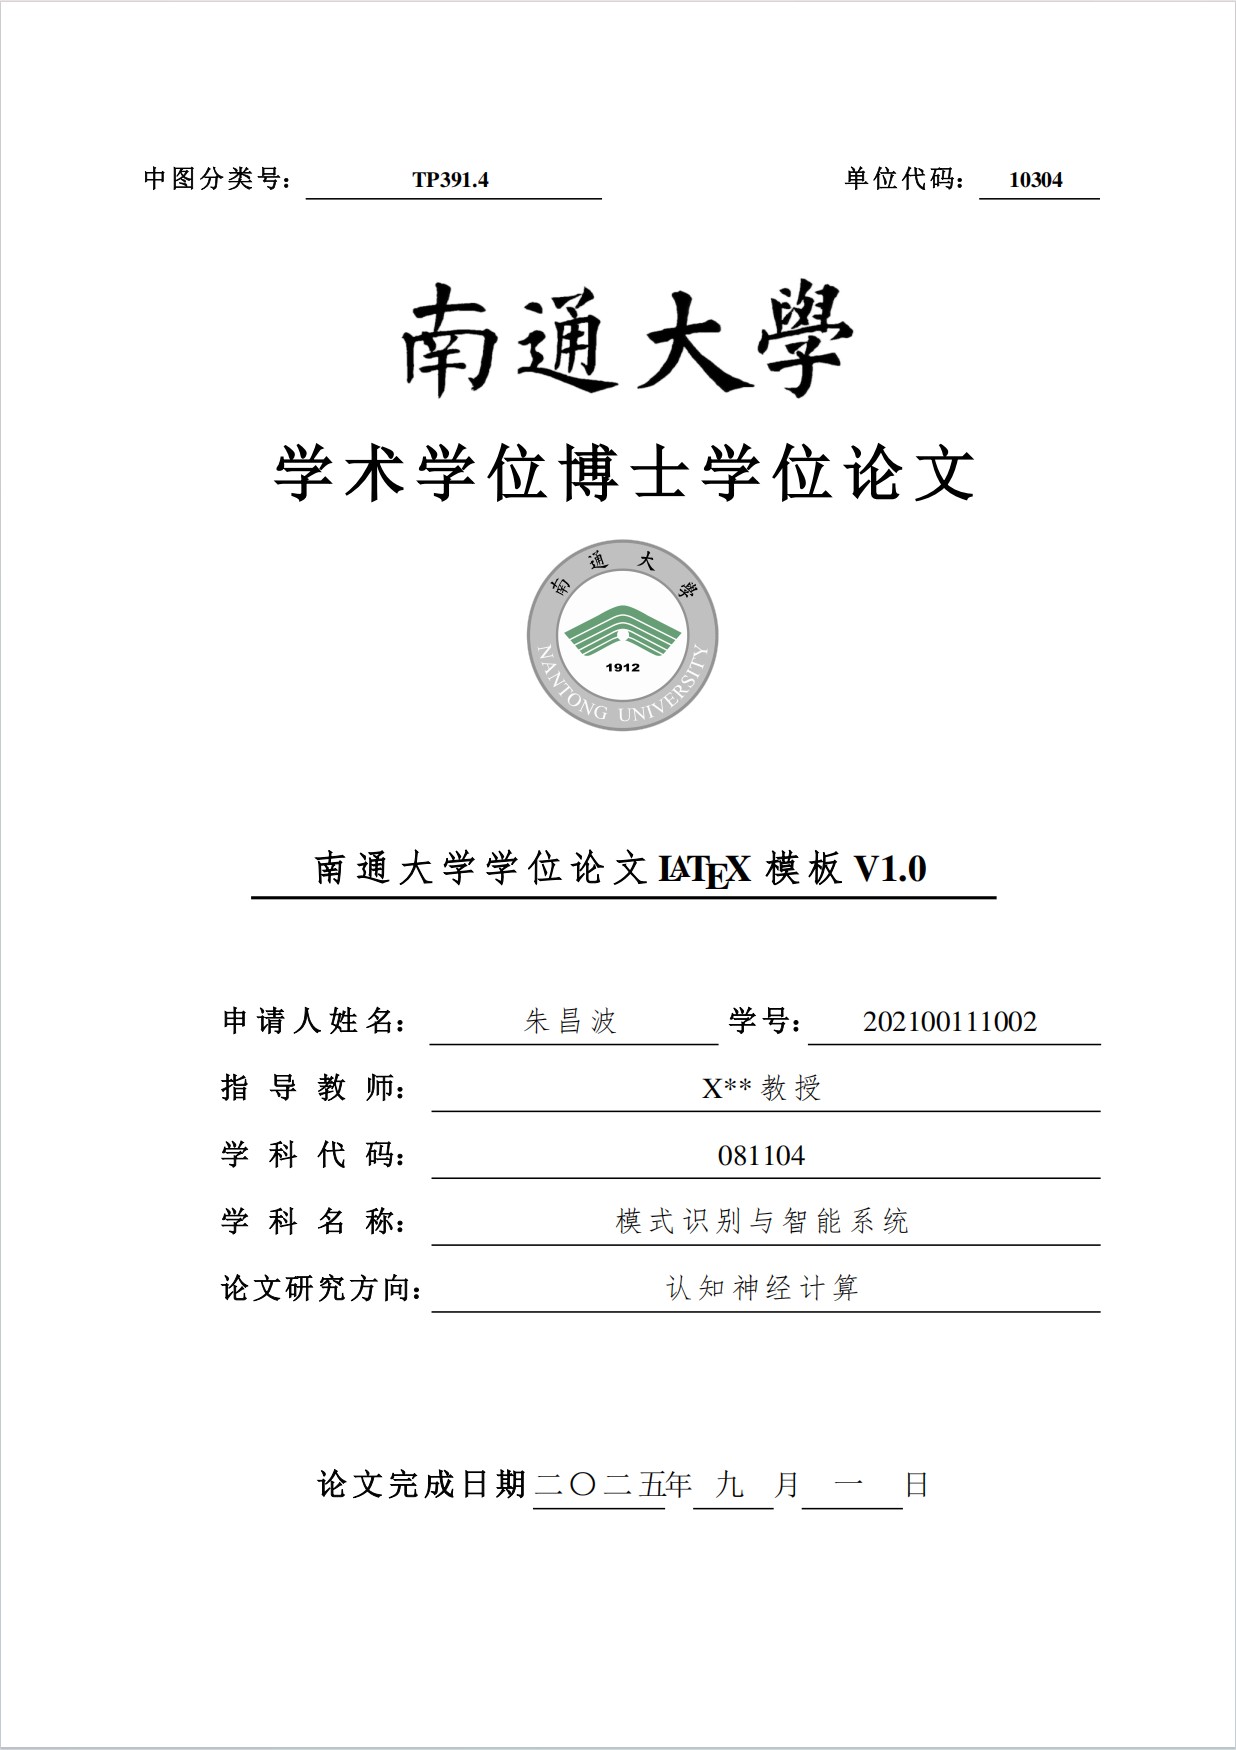 中图分类号： TP391.4 单位代码： 10304
南通大學
学术学位博士学位论文
南通大學
1912
NANTONG UNIVERSITY
南通大学学位论文 LATEX 模板 V1.0
申请人姓名： 朱昌波 学号： 202100111002
指导教师： X** 教授
学科代码： 081104
学科名称： 模式识别与智能系统
论文研究方向： 认知神经计算
论文完成日期 二〇二五年 九 月 一 日